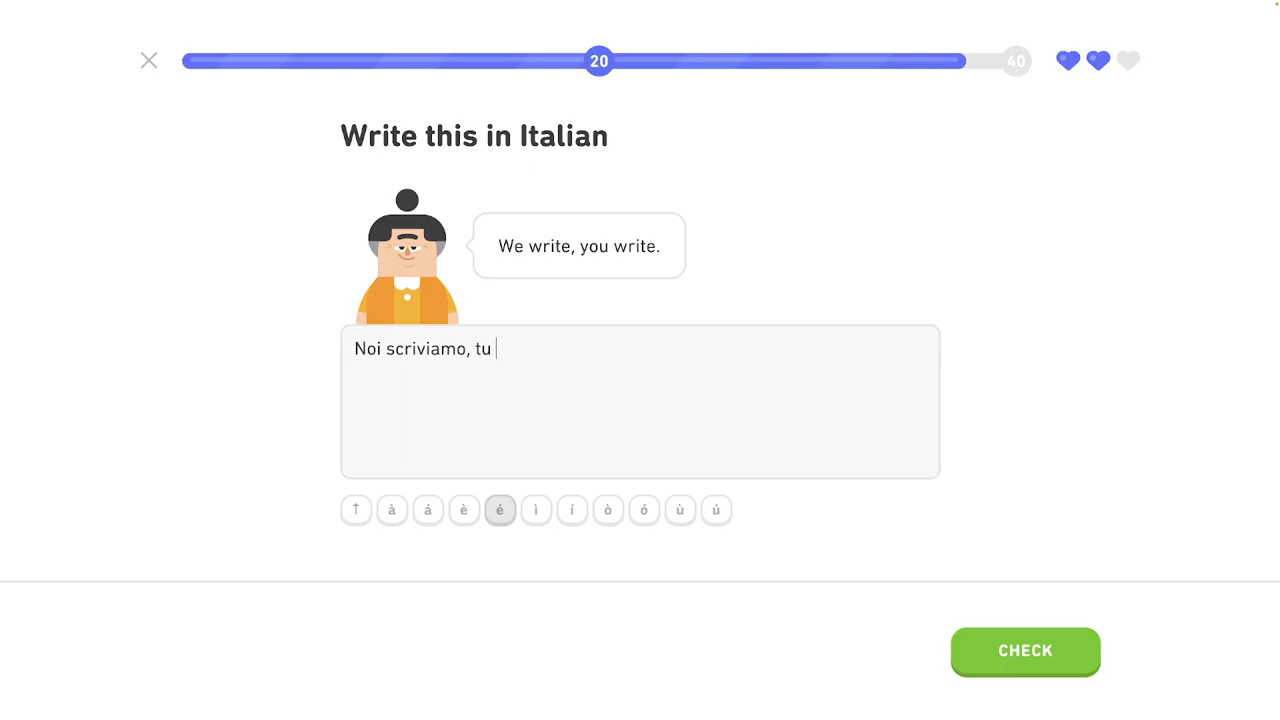 20
40
Write this in Italian
We write, you write.
Noi scriviamo, tu
↑ à á è é ì í ò ó ù ú
CHECK